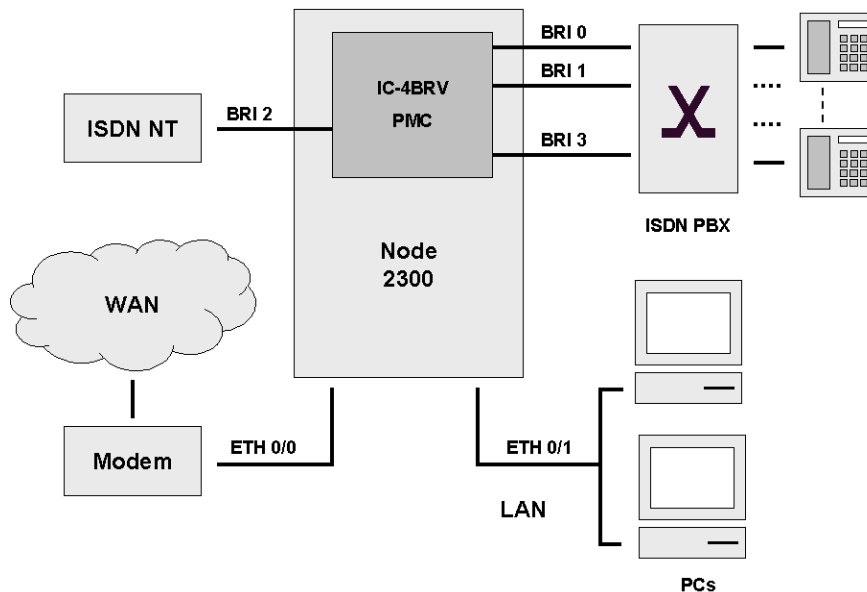 BRI 0
BRI 1
IC-4BRV
PMC
BRI 2
ISDN NT
BRI 3
ISDN PBX
Node
2300
WAN
Modem
ETH 0/0
ETH 0/1
LAN
PCs